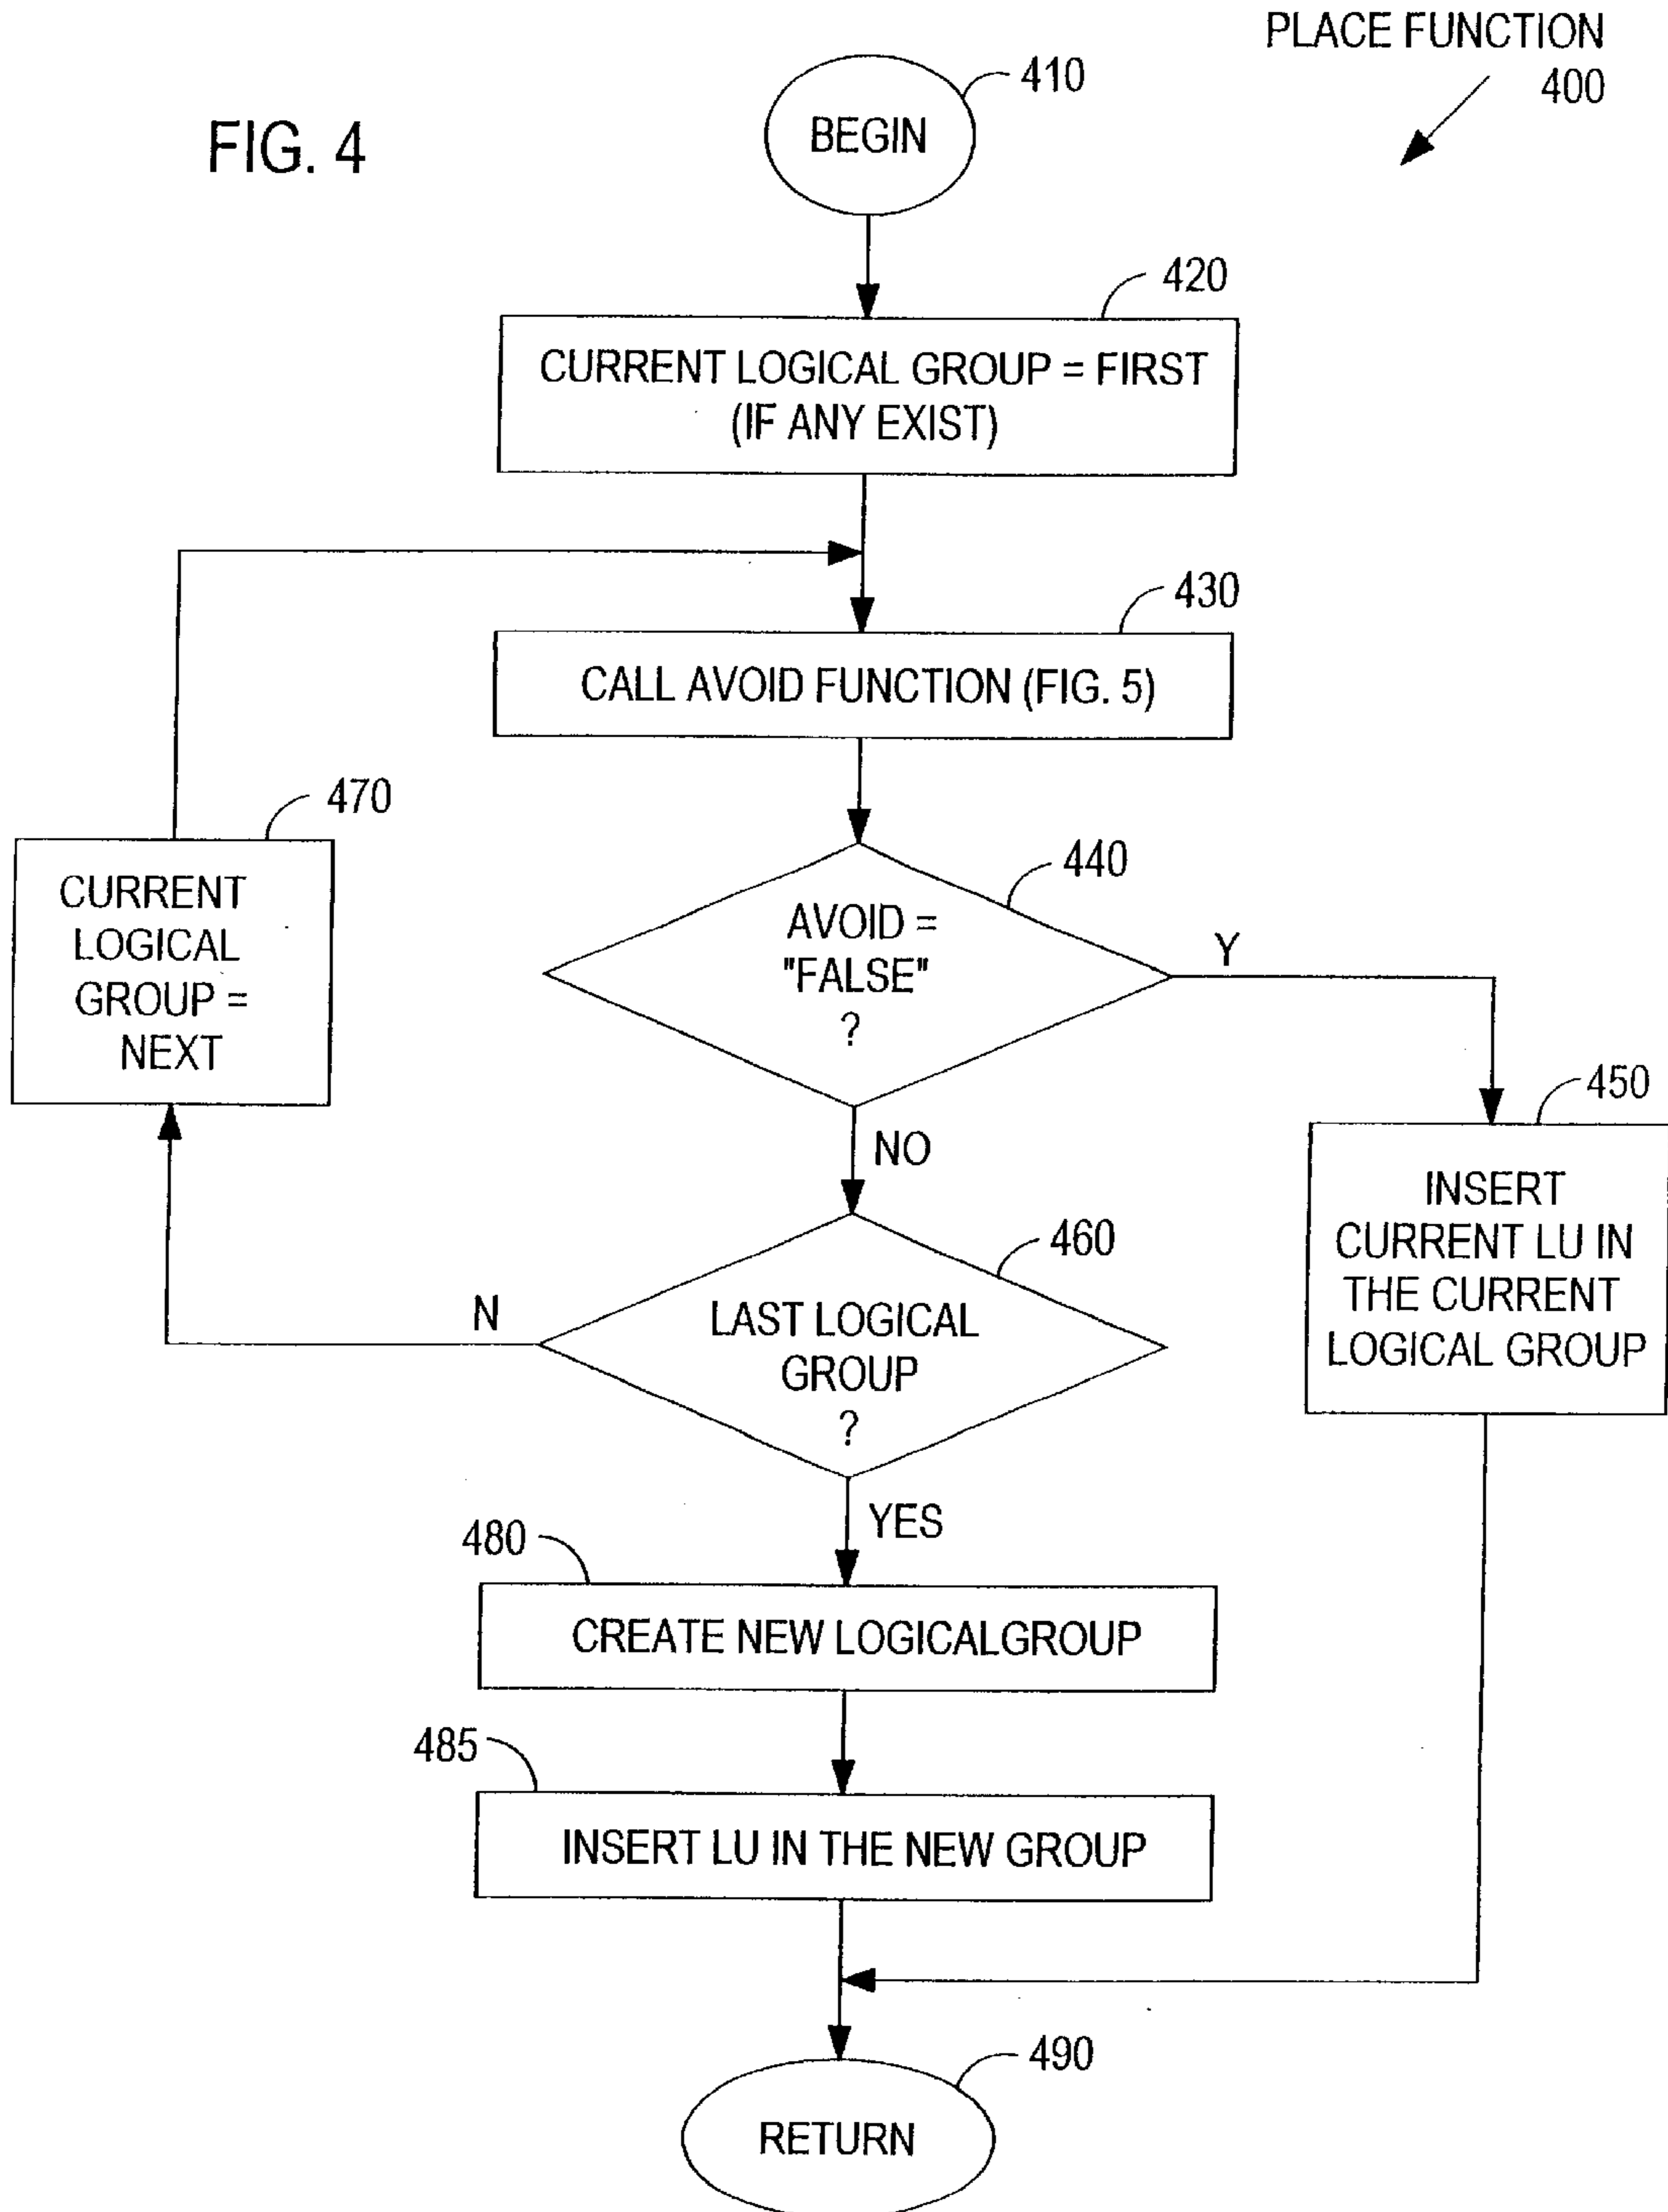 PLACE FUNCTION
400
FIG. 4
410
BEGIN
420
CURRENT LOGICAL GROUP = FIRST
(IF ANY EXIST)
430
CALL AVOID FUNCTION (FIG. 5)
470
CURRENT
LOGICAL
GROUP =
NEXT
440
AVOID =
"FALSE"
?
Y
NO
450
INSERT
CURRENT LU IN
THE CURRENT
LOGICAL GROUP
460
LAST LOGICAL
GROUP
?
N
YES
480
CREATE NEW LOGICALGROUP
485
INSERT LU IN THE NEW GROUP
490
RETURN